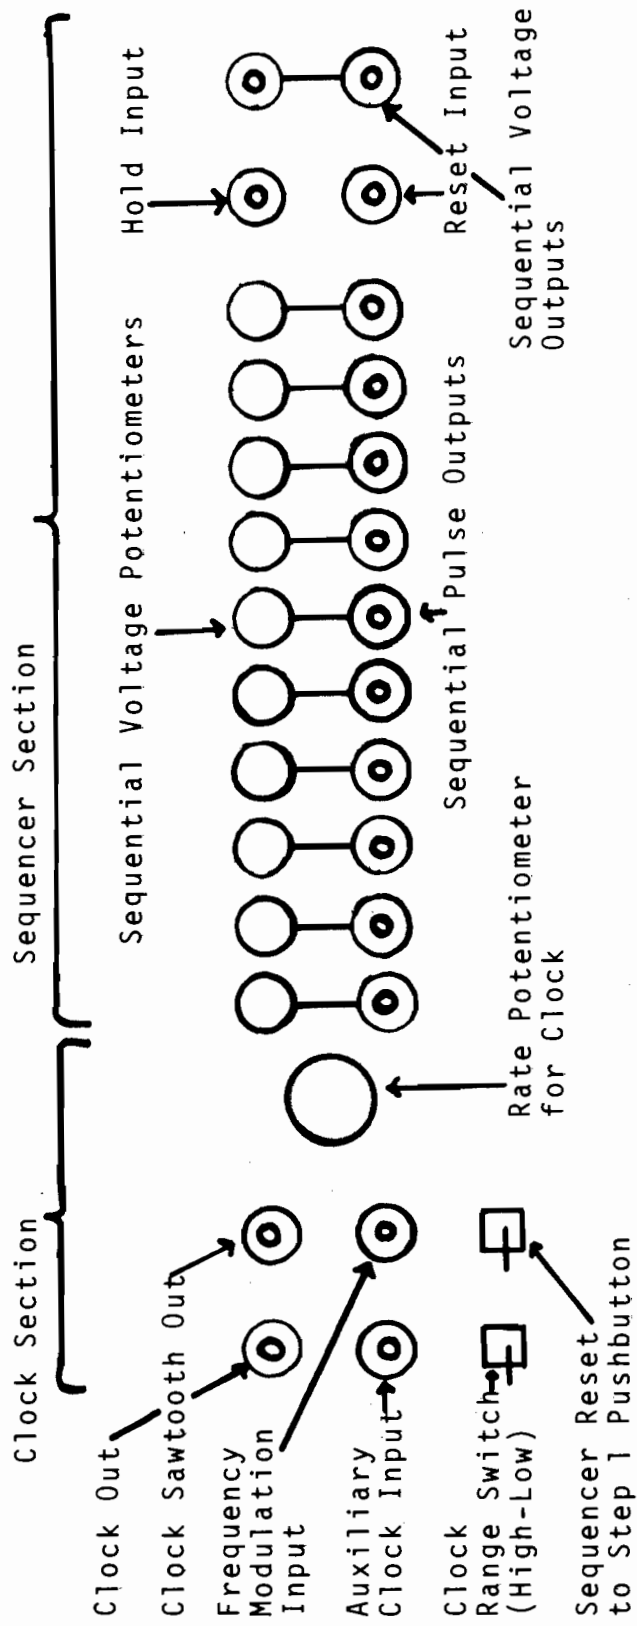 Clock Section
Sequencer Section
Clock Out
Clock Sawtooth Out
Frequency
Modulation
Input
Auxiliary
Clock Input
Clock
Range Switch
(High-Low)
Sequencer Reset
to Step 1 Pushbutton
Sequential Voltage Potentiometers
Hold Input
Rate Potentiometer
for Clock
Sequential Pulse Outputs
Reset Input
Sequential Voltage
Outputs